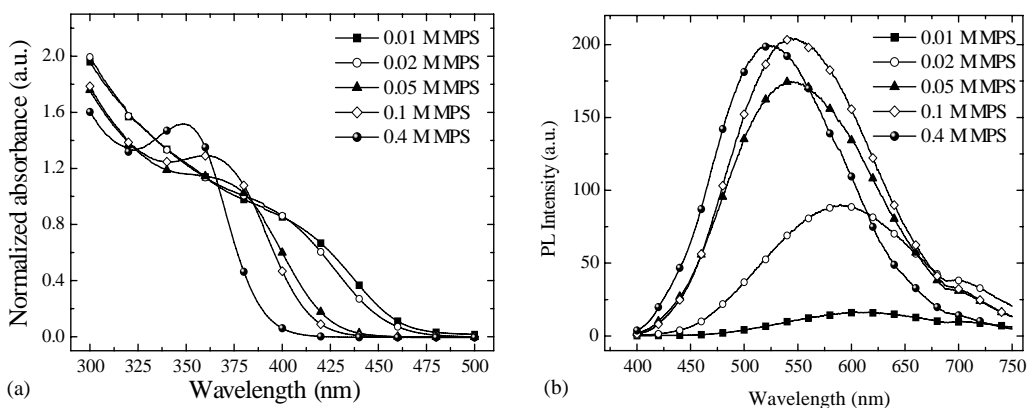 2.0
1.6
1.2
0.8
0.4
0.0
Normalized absorbance (a.u.)
0.01 M MPS
0.02 M MPS
0.05 M MPS
0.1 M MPS
0.4 M MPS
300 325 350 375 400 425 450 475 500
(a)
Wavelength (nm)
200
150
100
50
0
PL Intensity (a.u.)
0.01 M MPS
0.02 M MPS
0.05 M MPS
0.1 M MPS
0.4 M MPS
400 450 500 550 600 650 700 750
(b)
Wavelength (nm)